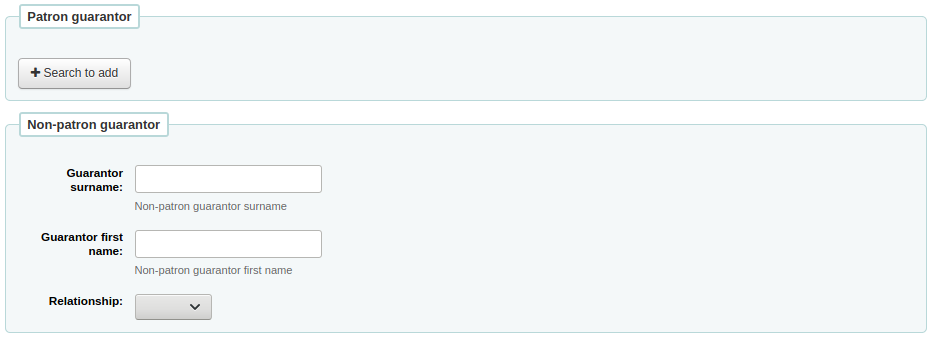 Patron guarantor
Search to add
Non-patron guarantor
Guarantor
surname:
Non-patron guarantor surname
Guarantor first
name:
Non-patron guarantor first name
Relationship: